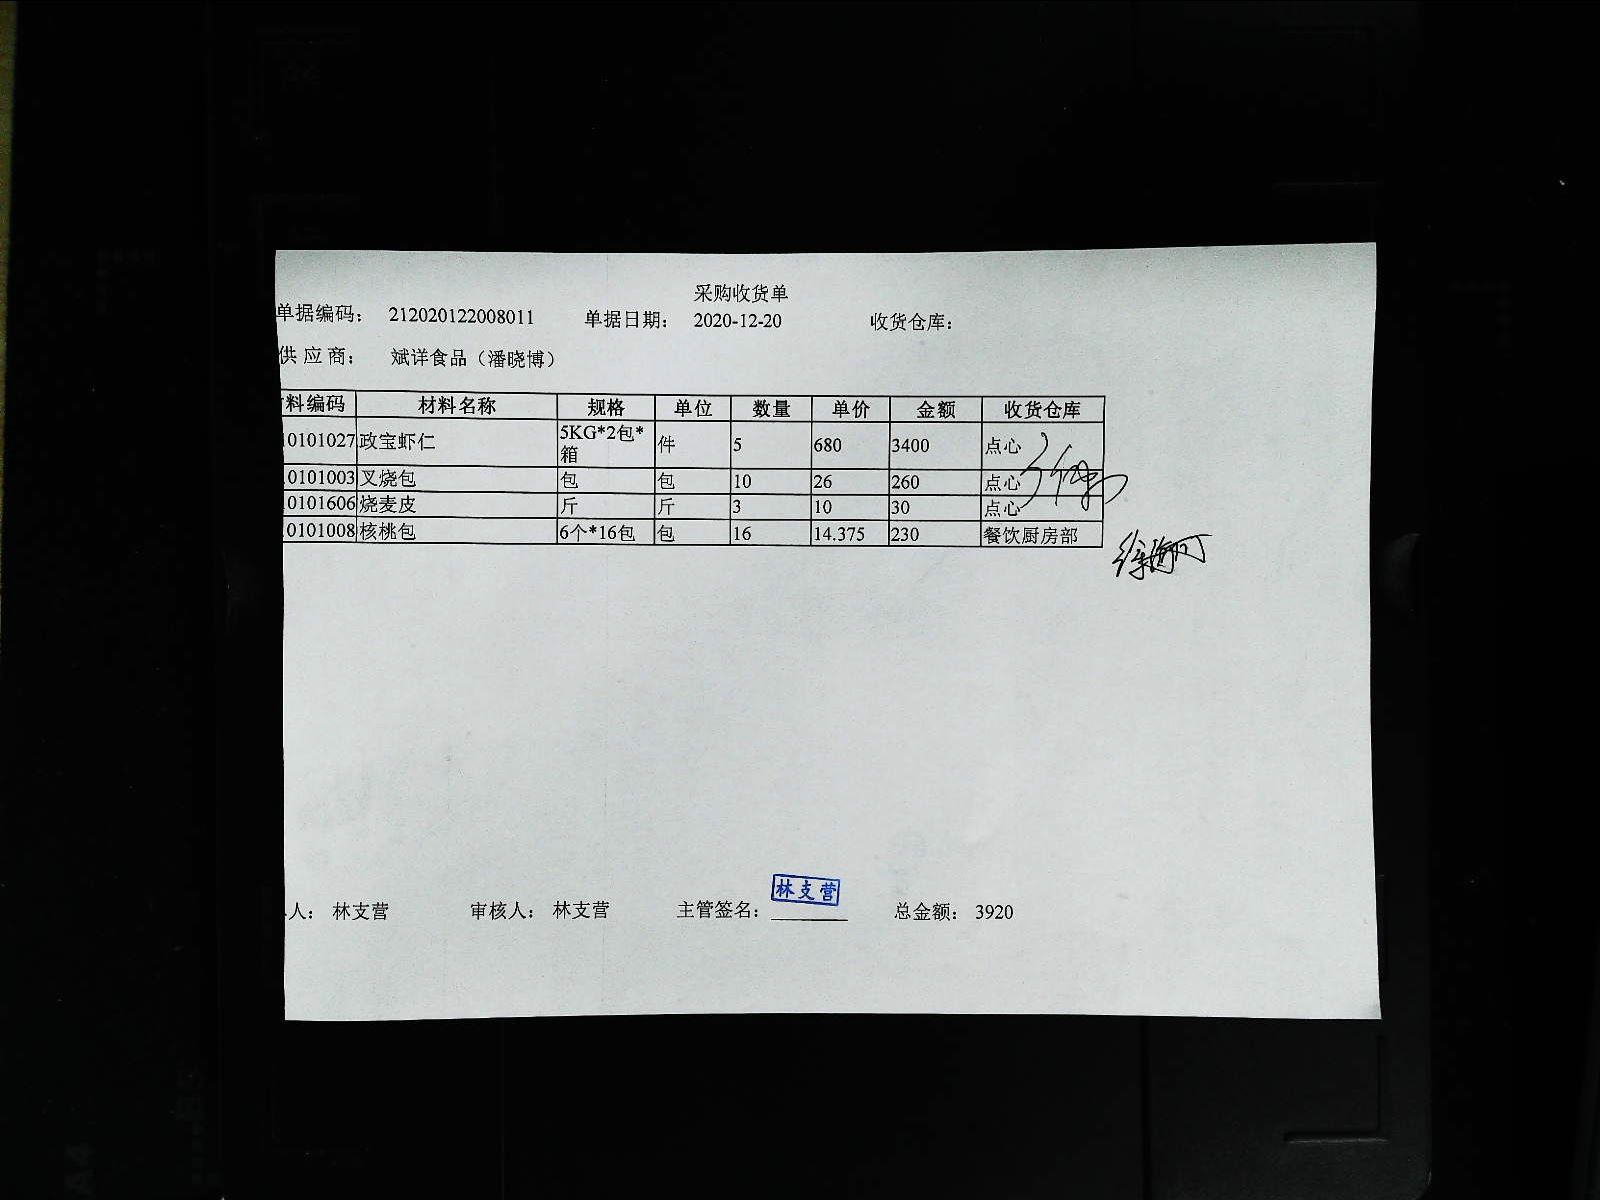 采购收货单
单据编码： 212020122008011 单据日期： 2020-12-20 收货仓库：
供 应 商： 斌详食品（潘晓博）
料编码 材料名称 规格 单位 数量 单价 金额 收货仓库
0101027 政宝虾仁 5KG*2包*箱 件 5 680 3400 点心
0101003 叉烧包 包 包 10 26 260 点心
0101606 烧麦皮 斤 斤 3 10 30 点心
0101008 核桃包 6个*16包 包 16 14.375 230 餐饮厨房部
林支营
人： 林支营 审核人： 林支营 主管签名： 总金额： 3920